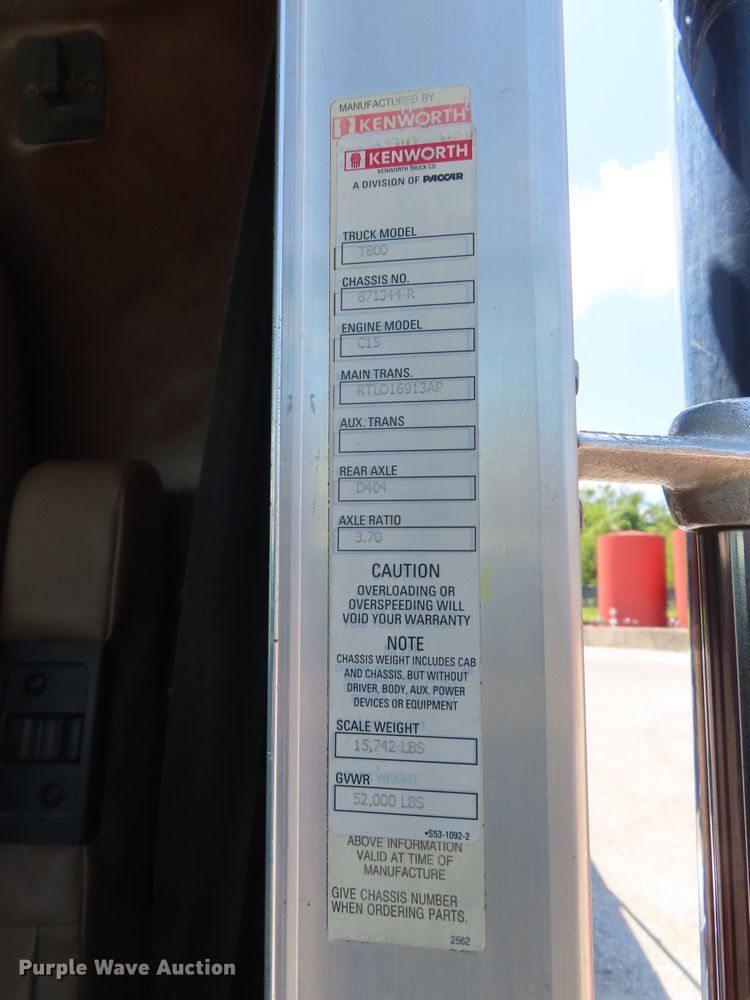 MANUFACTURED BY
KENWORTH
KENWORTH
KENWORTH TRUCK CO.
A DIVISION OF PACCAR
TRUCK MODEL
T800
CHASSIS NO.
871344-R
ENGINE MODEL
C15
MAIN TRANS.
RTLO16913AP
AUX. TRANS
REAR AXLE
D404
AXLE RATIO
3.70
CAUTION
OVERLOADING OR
OVERSPEEDING WILL
VOID YOUR WARRANTY
NOTE
CHASSIS WEIGHT INCLUDES CAB
AND CHASSIS, BUT WITHOUT
DRIVER, BODY, AUX. POWER
DEVICES OR EQUIPMENT
SCALE WEIGHT
15,742 LBS
GVWR
WEIGHT
52,000 LBS
•S53-1092-2
ABOVE INFORMATION
VALID AT TIME OF
MANUFACTURE
GIVE CHASSIS NUMBER
WHEN ORDERING PARTS.
2562
Purple Wave Auction